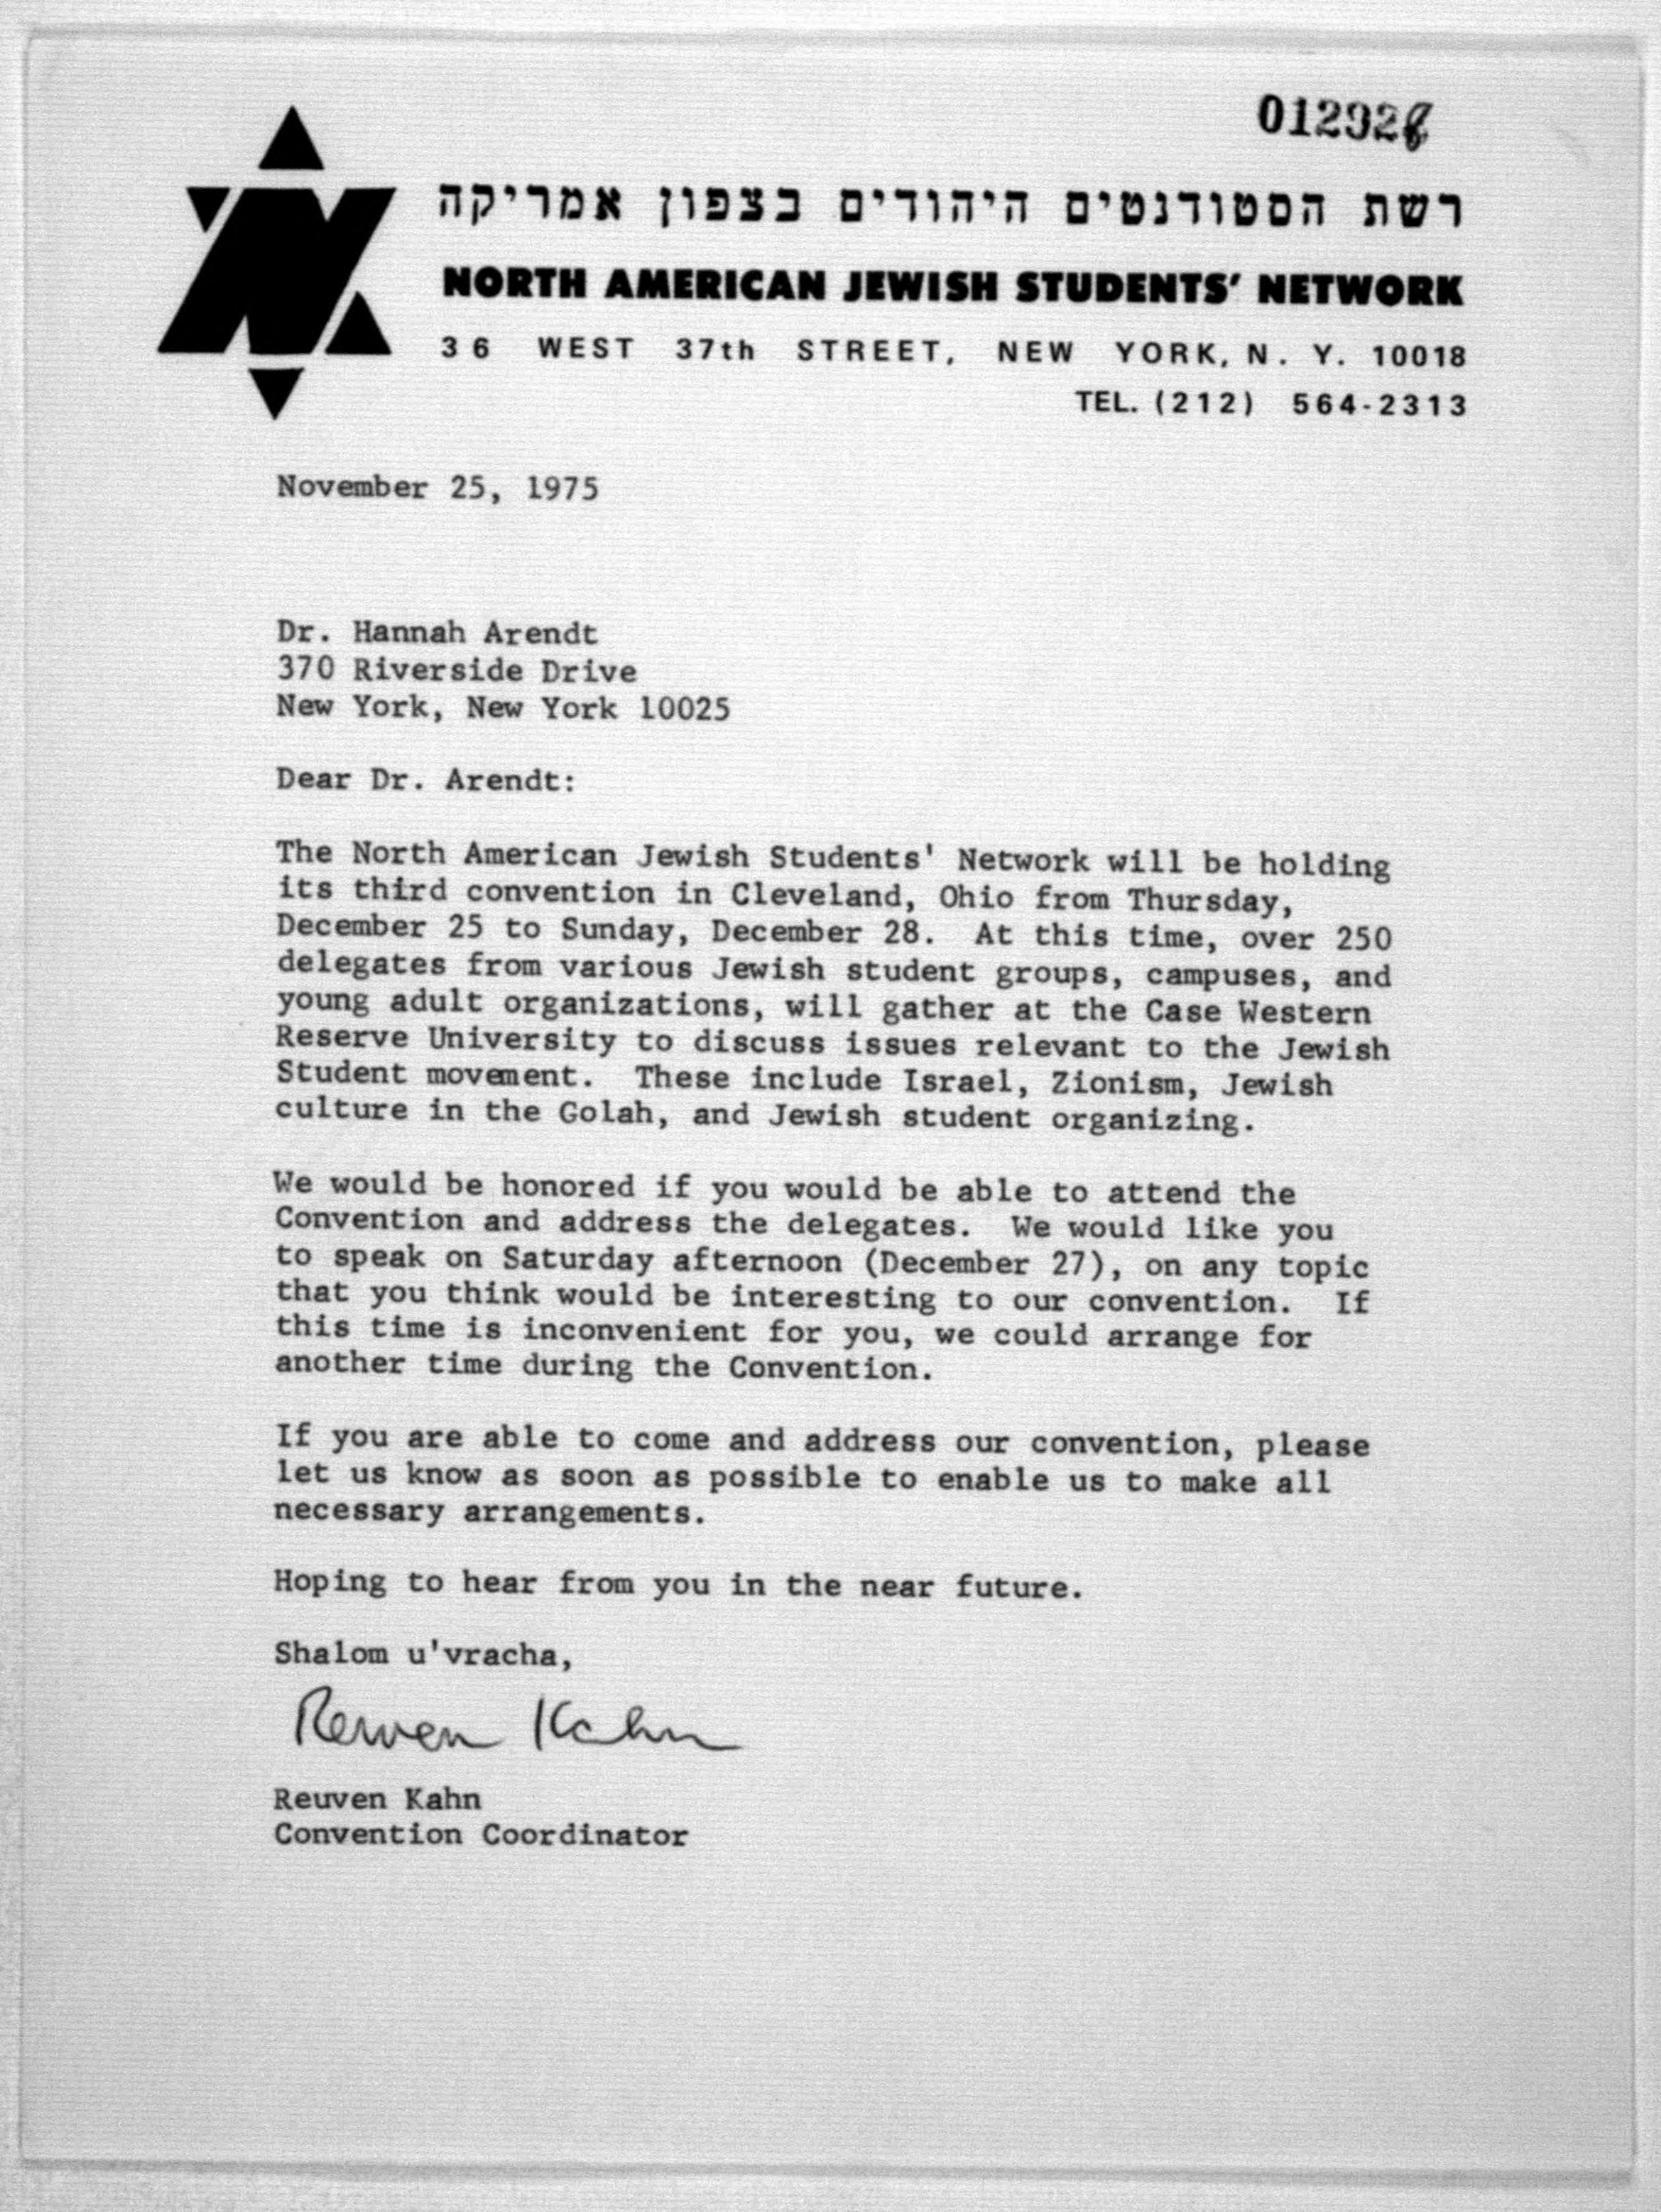 רשת הסטודנטים היהודים בצפון אמריקה
NORTH AMERICAN JEWISH STUDENTS' NETWORK
36 WEST 37th STREET, NEW YORK, N. Y. 10018
TEL. (212) 564-2313
November 25, 1975
Dr. Hannah Arendt
370 Riverside Drive
New York, New York 10025
Dear Dr. Arendt:
The North American Jewish Students' Network will be holding
its third convention in Cleveland, Ohio from Thursday,
December 25 to Sunday, December 28. At this time, over 250
delegates from various Jewish student groups, campuses, and
young adult organizations, will gather at the Case Western
Reserve University to discuss issues relevant to the Jewish
Student movement. These include Israel, Zionism, Jewish
culture in the Golah, and Jewish student organizing.
We would be honored if you would be able to attend the
Convention and address the delegates. We would like you
to speak on Saturday afternoon (December 27), on any topic
that you think would be interesting to our convention. If
this time is inconvenient for you, we could arrange for
another time during the Convention.
If you are able to come and address our convention, please
let us know as soon as possible to enable us to make all
necessary arrangements.
Hoping to hear from you in the near future.
Shalom u'vracha,
Reuven Kahn
Reuven Kahn
Convention Coordinator